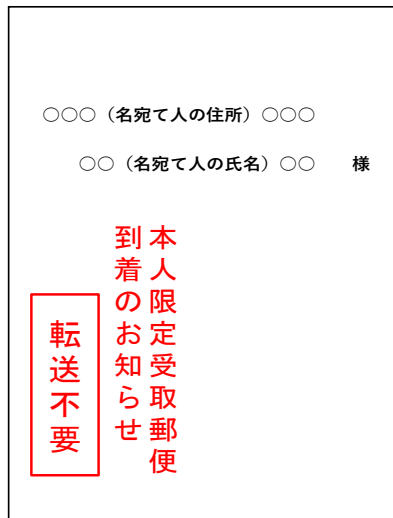 ○○○（名宛て人の住所）○○○
○○（名宛て人の氏名）○○　様
本人限定受取郵便
到着のお知らせ
転送不要